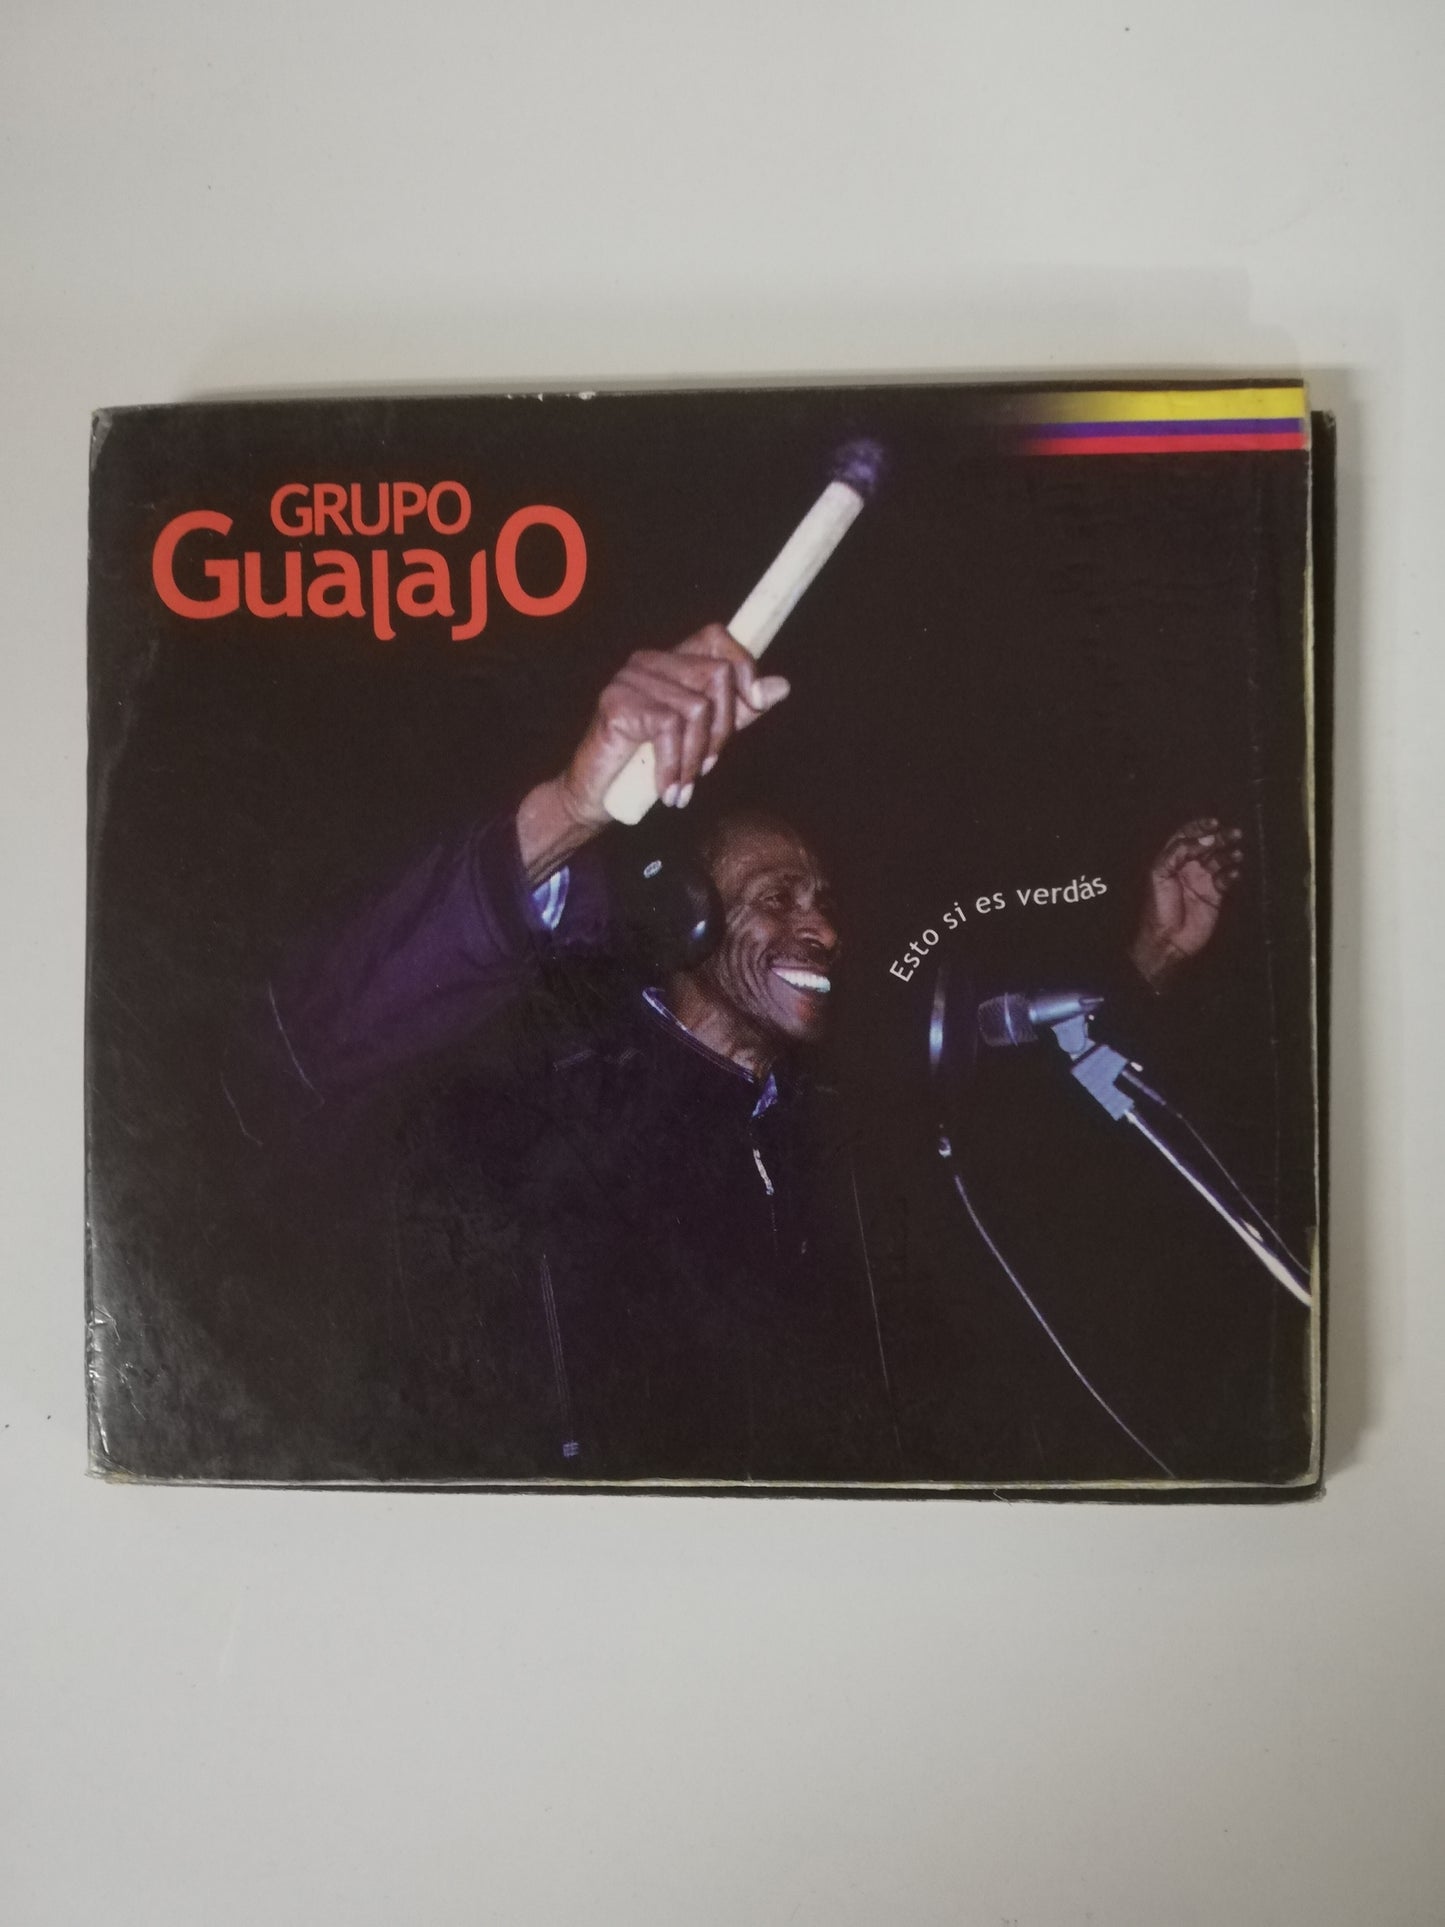 GRUPO
GualajO
Esto si es verdás